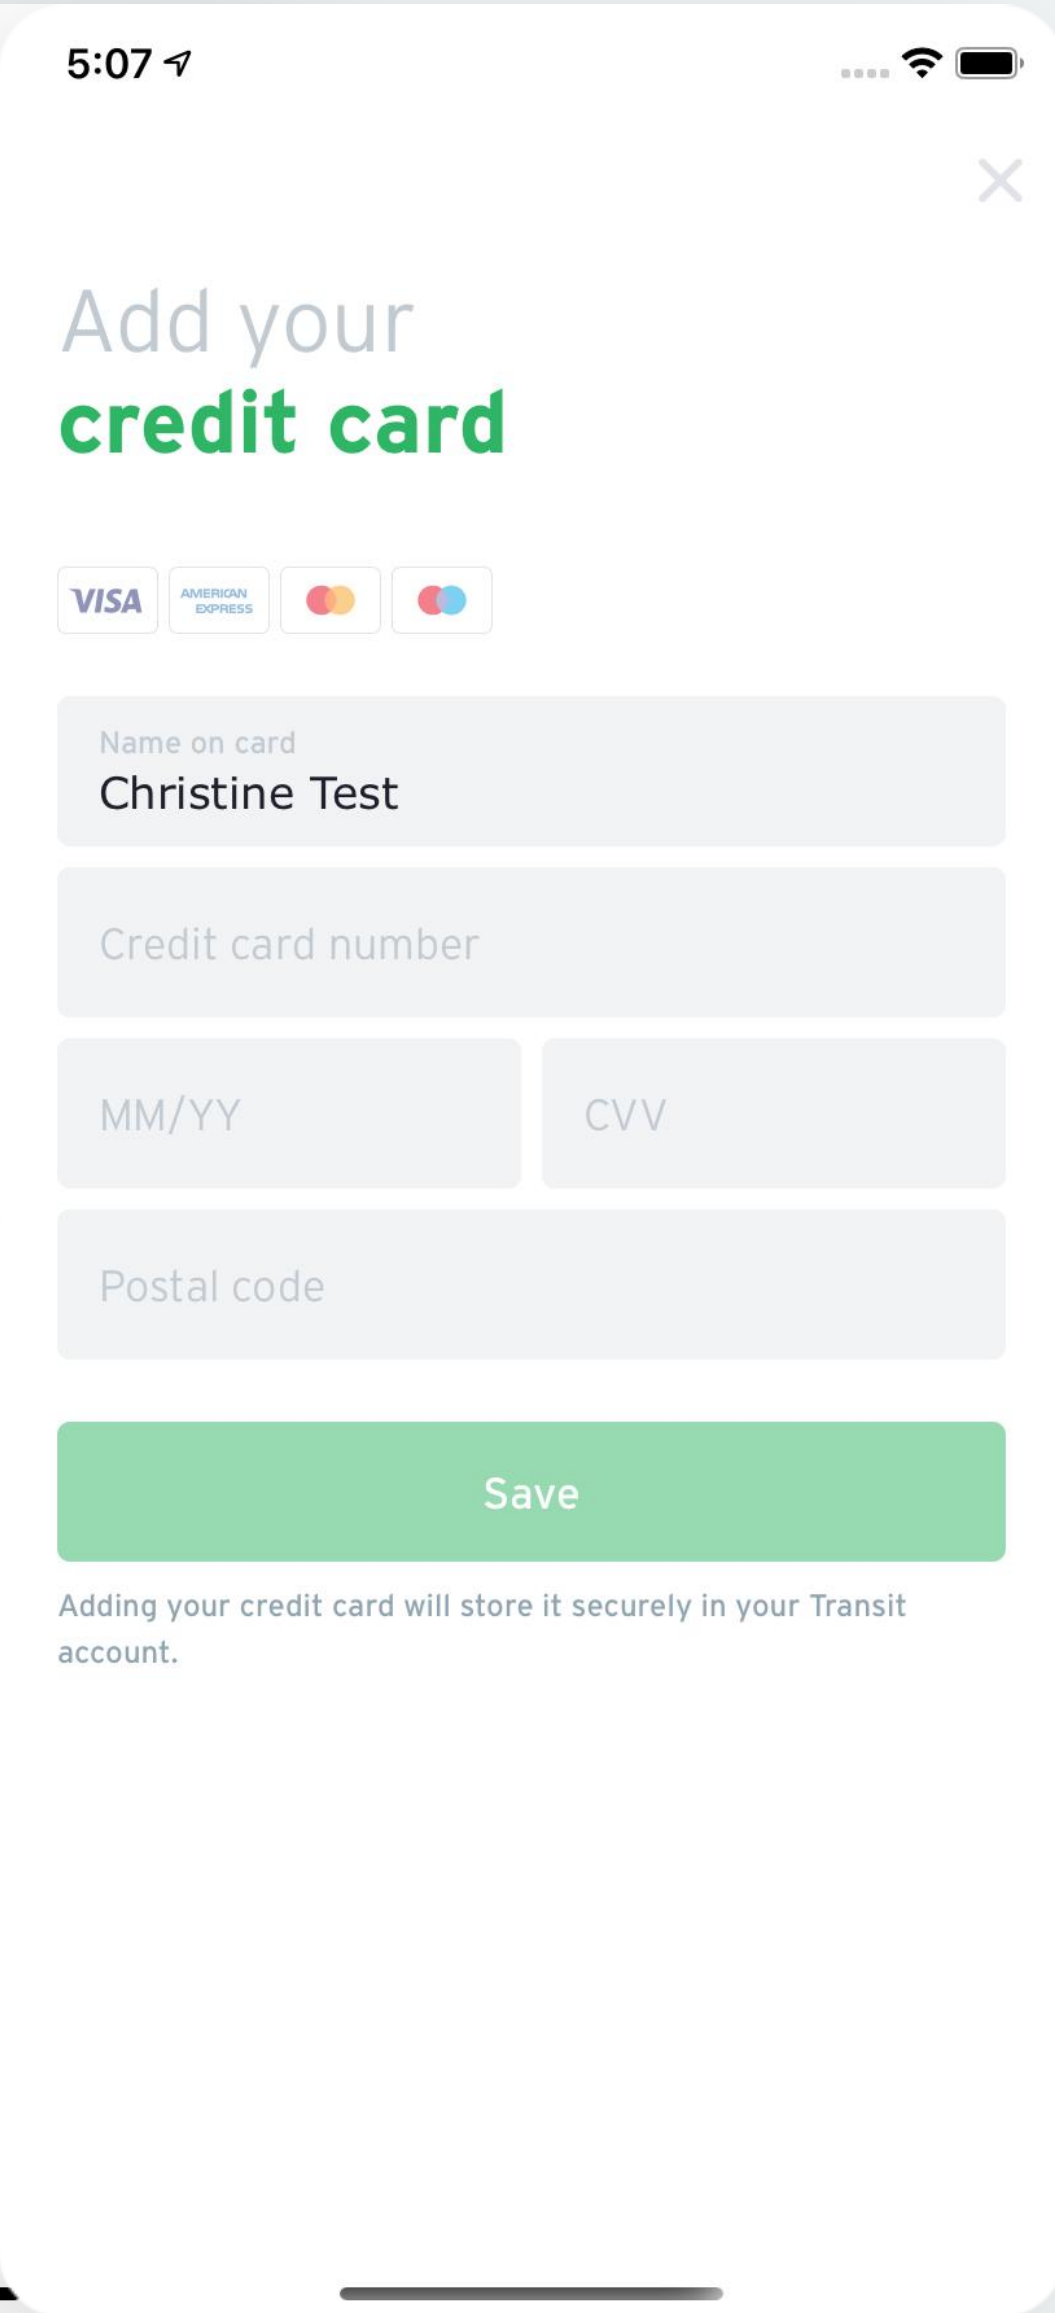 5:07
Add your
credit card
VISA
AMERICAN
EXPRESS
Name on card
Christine Test
Credit card number
MM/YY
CVV
Postal code
Save
Adding your credit card will store it securely in your Transit
account.